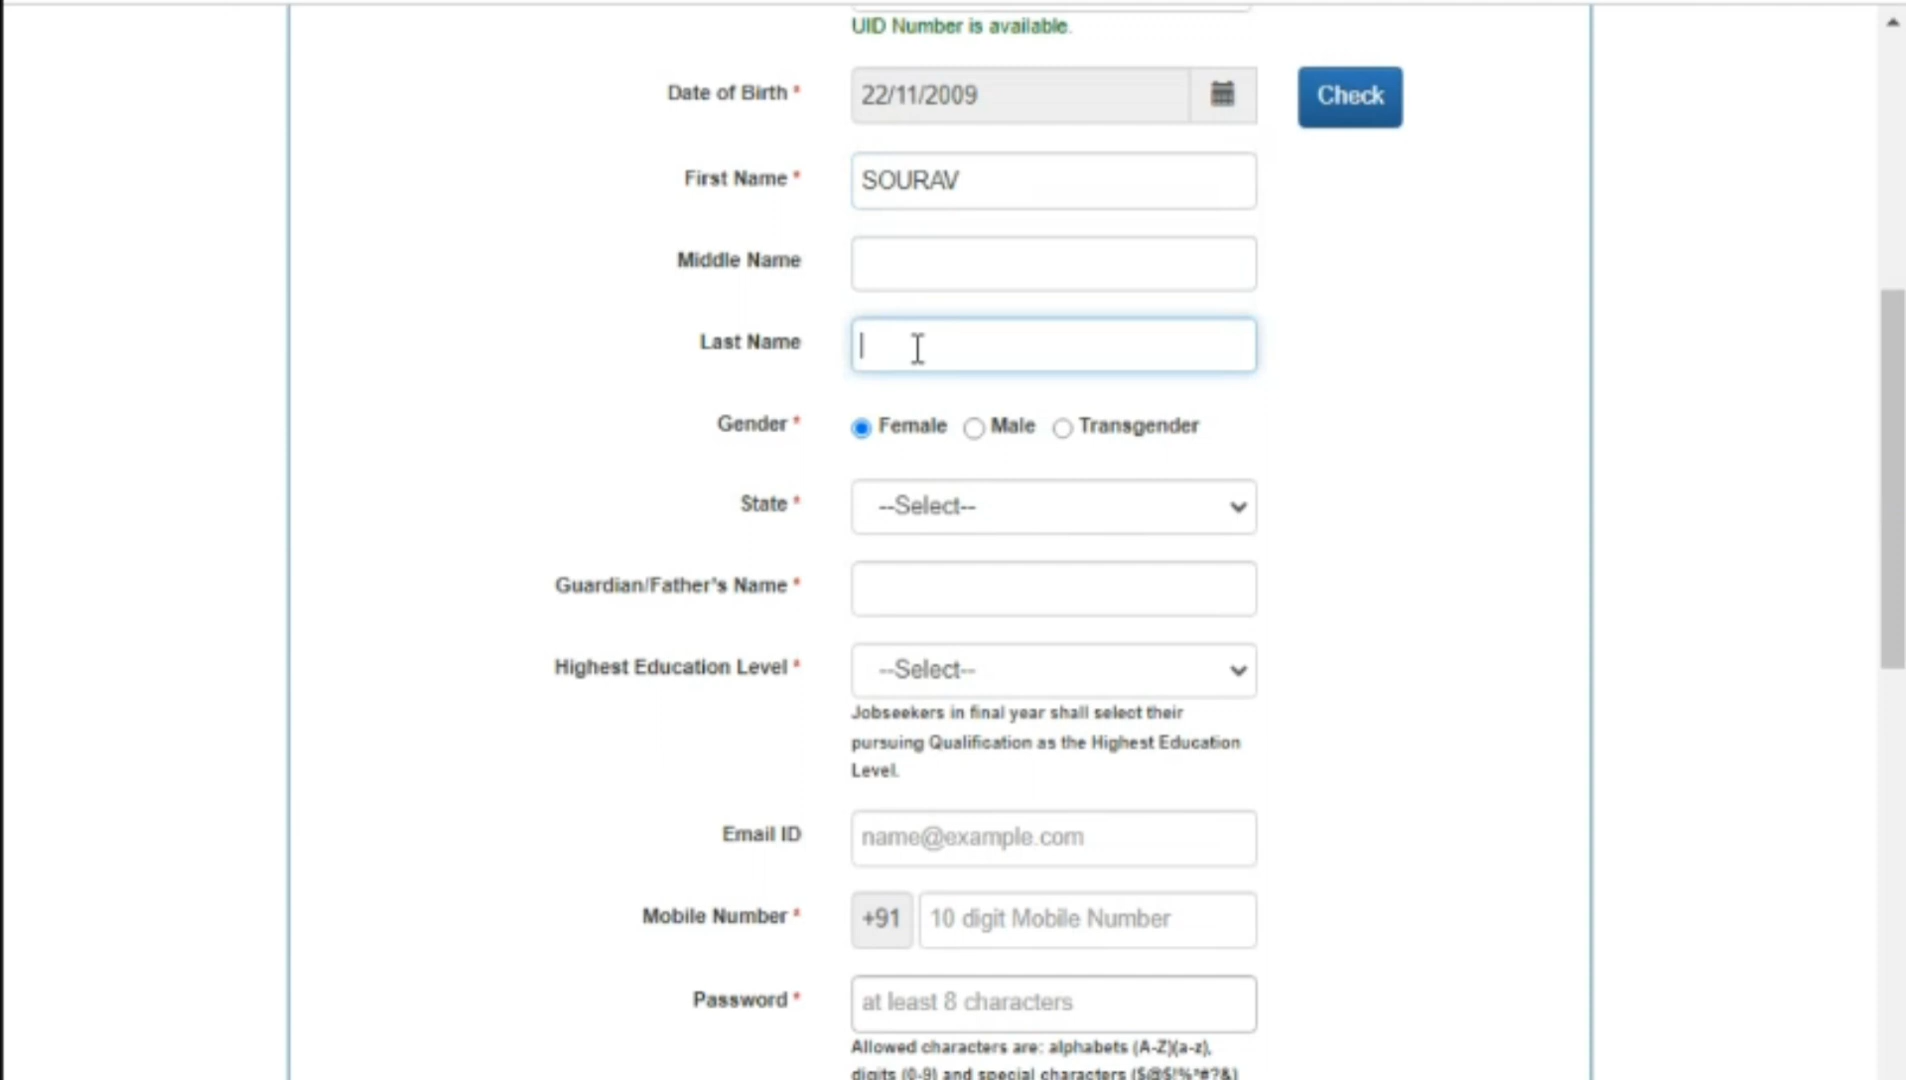 UID Number is available.
Date of Birth * 22/11/2009 Check
First Name * SOURAV
Middle Name
Last Name
Gender * Female Male Transgender
State * --Select--
Guardian/Father's Name *
Highest Education Level * --Select--
Jobseekers in final year shall select their
pursuing Qualification as the Highest Education
Level.
Email ID name@example.com
Mobile Number * +91 10 digit Mobile Number
Password * at least 8 characters
Allowed characters are: alphabets (A-Z)(a-z),
digits (0-9) and special characters ($@$!%*#?&)